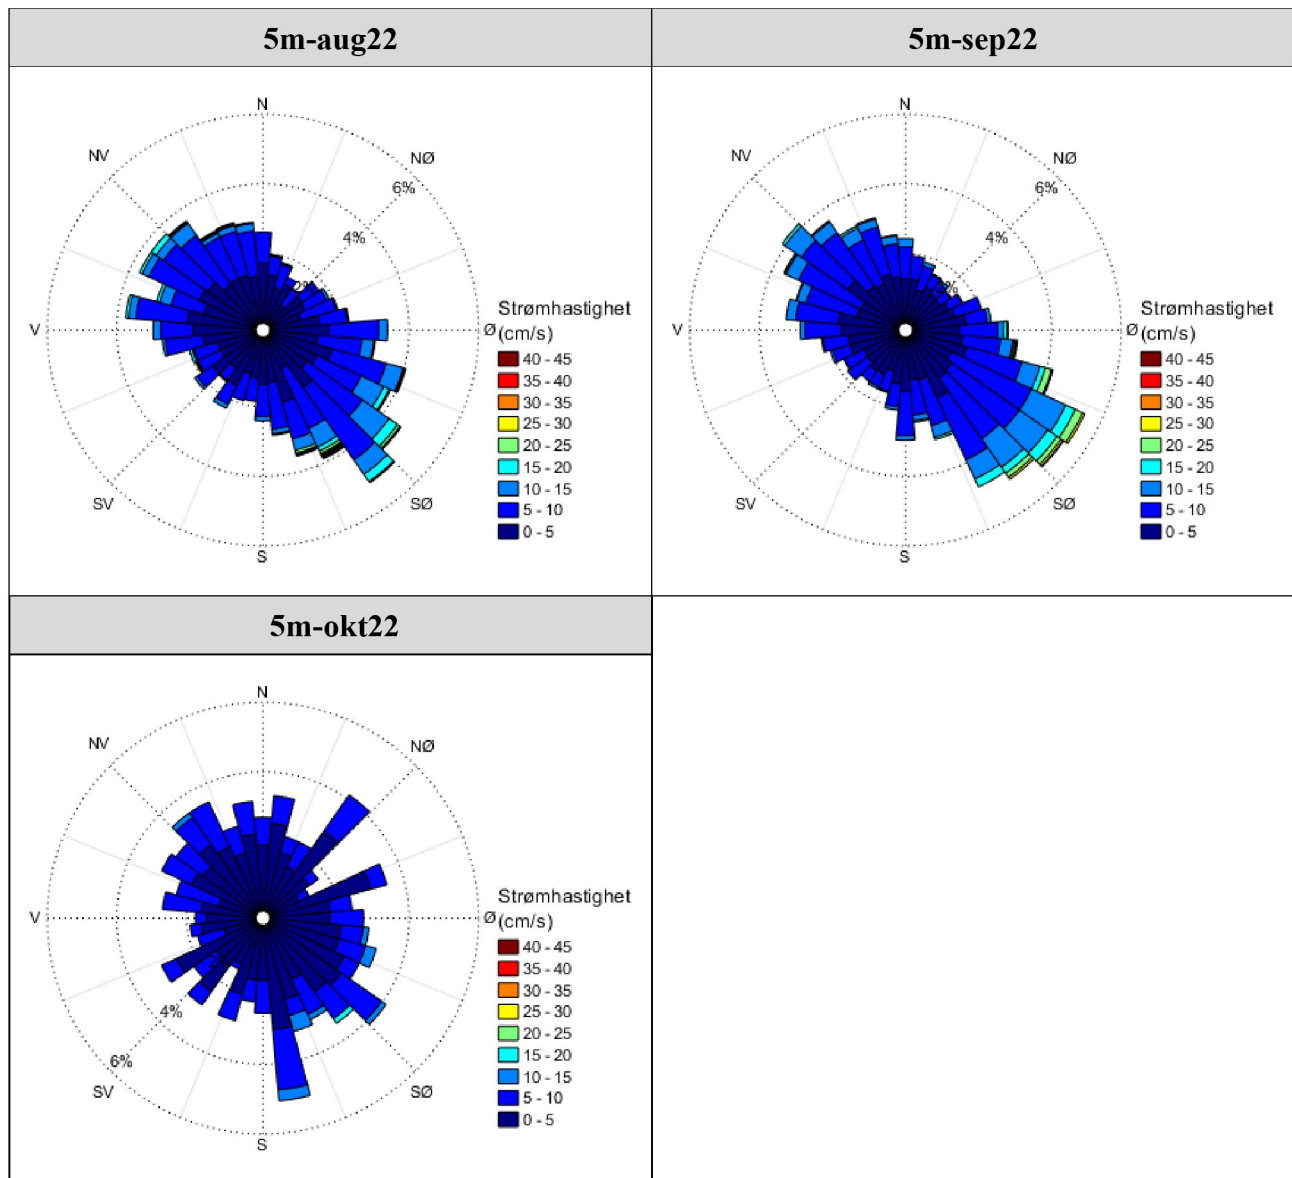 5m-aug22
N
NV
NØ
6%
4%
2%
V
Ø
SV
SØ
S
Strømhastighet
(cm/s)
40 - 45
35 - 40
30 - 35
25 - 30
20 - 25
15 - 20
10 - 15
5 - 10
0 - 5
5m-sep22
N
NV
NØ
6%
4%
V
Ø
SV
SØ
S
Strømhastighet
(cm/s)
40 - 45
35 - 40
30 - 35
25 - 30
20 - 25
15 - 20
10 - 15
5 - 10
0 - 5
5m-okt22
N
NV
NØ
V
Ø
4%
6%
SV
SØ
S
Strømhastighet
(cm/s)
40 - 45
35 - 40
30 - 35
25 - 30
20 - 25
15 - 20
10 - 15
5 - 10
0 - 5